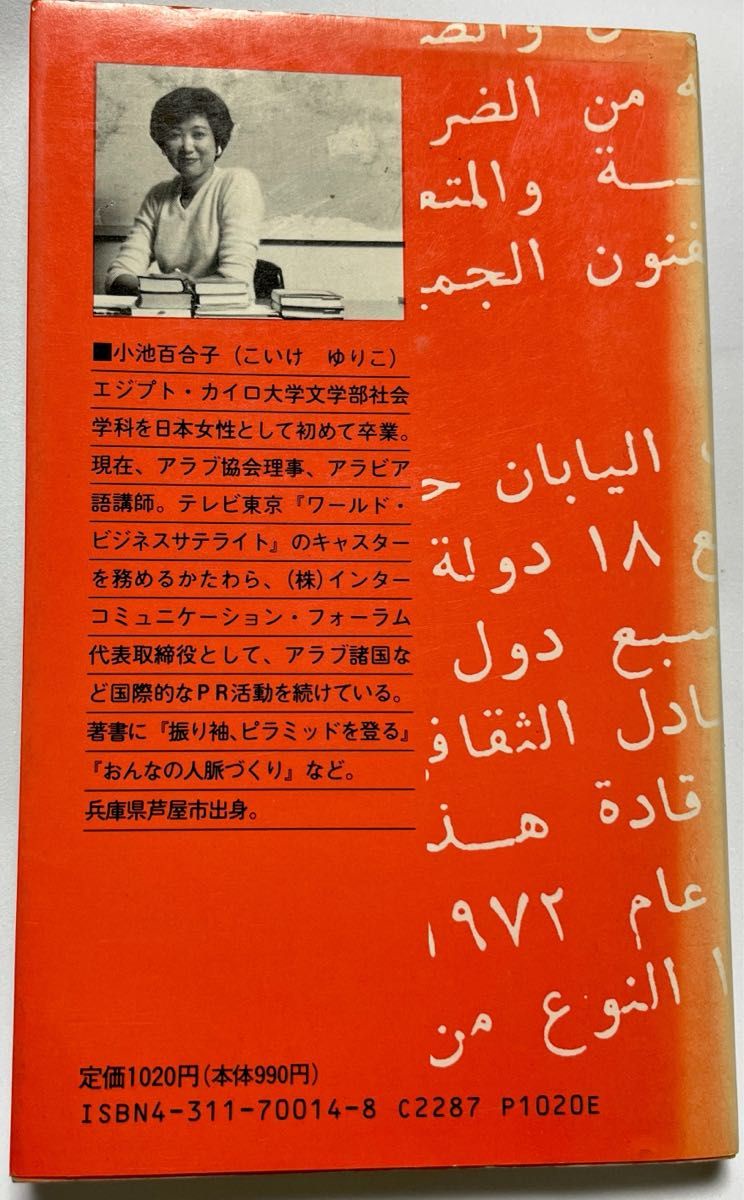 ■小池百合子(こいけ ゆりこ)
エジプト・カイロ大学文学部社会
学科を日本女性として初めて卒業。
現在、アラブ協会理事、アラビア
語講師。テレビ東京『ワールド・
ビジネスサテライト』のキャスター
を務めるかたわら、(株)インター
コミュニケーション・フォーラム
代表取締役として、アラブ諸国な
ど国際的なPR活動を続けている。
著書に『振り袖、ピラミッドを登る』
『おんなの人脈づくり』など。
兵庫県芦屋市出身。
من الضر
ـة والمتع
فنون الجم
اليابان
١٨ دولة
سبع دول
ادل الثقاف
قادة هذ
عام ١٩٧٢
النوع من
定価1020円(本体990円)
ISBN4-311-70014-8 C2287 P1020E